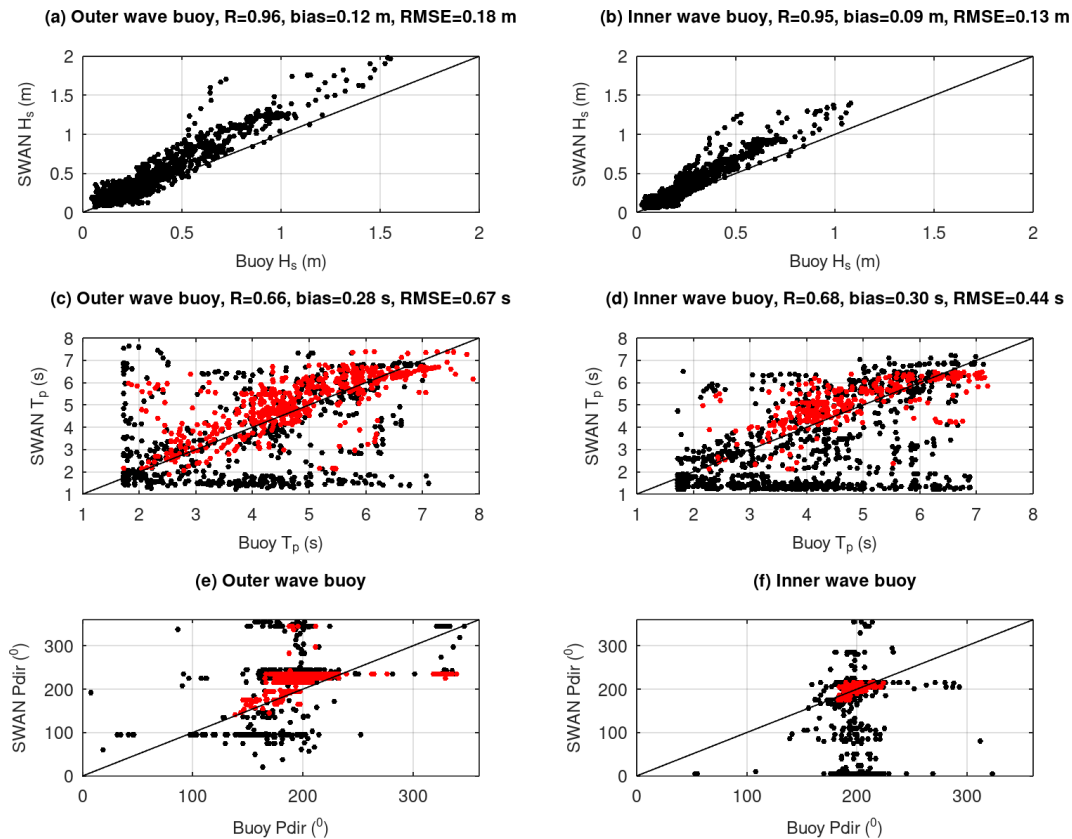 (a) Outer wave buoy, R=0.96, bias=0.12 m, RMSE=0.18 m
2
1.5
1
0.5
0
SWAN Hs (m)
0 0.5 1 1.5 2
Buoy Hs (m)
(b) Inner wave buoy, R=0.95, bias=0.09 m, RMSE=0.13 m
2
1.5
1
0.5
0
SWAN Hs (m)
0 0.5 1 1.5 2
Buoy Hs (m)
(c) Outer wave buoy, R=0.66, bias=0.28 s, RMSE=0.67 s
8
7
6
5
4
3
2
1
SWAN Tp (s)
1 2 3 4 5 6 7 8
Buoy Tp (s)
(d) Inner wave buoy, R=0.68, bias=0.30 s, RMSE=0.44 s
8
7
6
5
4
3
2
1
SWAN Tp (s)
1 2 3 4 5 6 7 8
Buoy Tp (s)
(e) Outer wave buoy
300
200
100
0
SWAN Pdir (⁰)
0 100 200 300
Buoy Pdir (⁰)
(f) Inner wave buoy
300
200
100
0
SWAN Pdir (⁰)
0 100 200 300
Buoy Pdir (⁰)